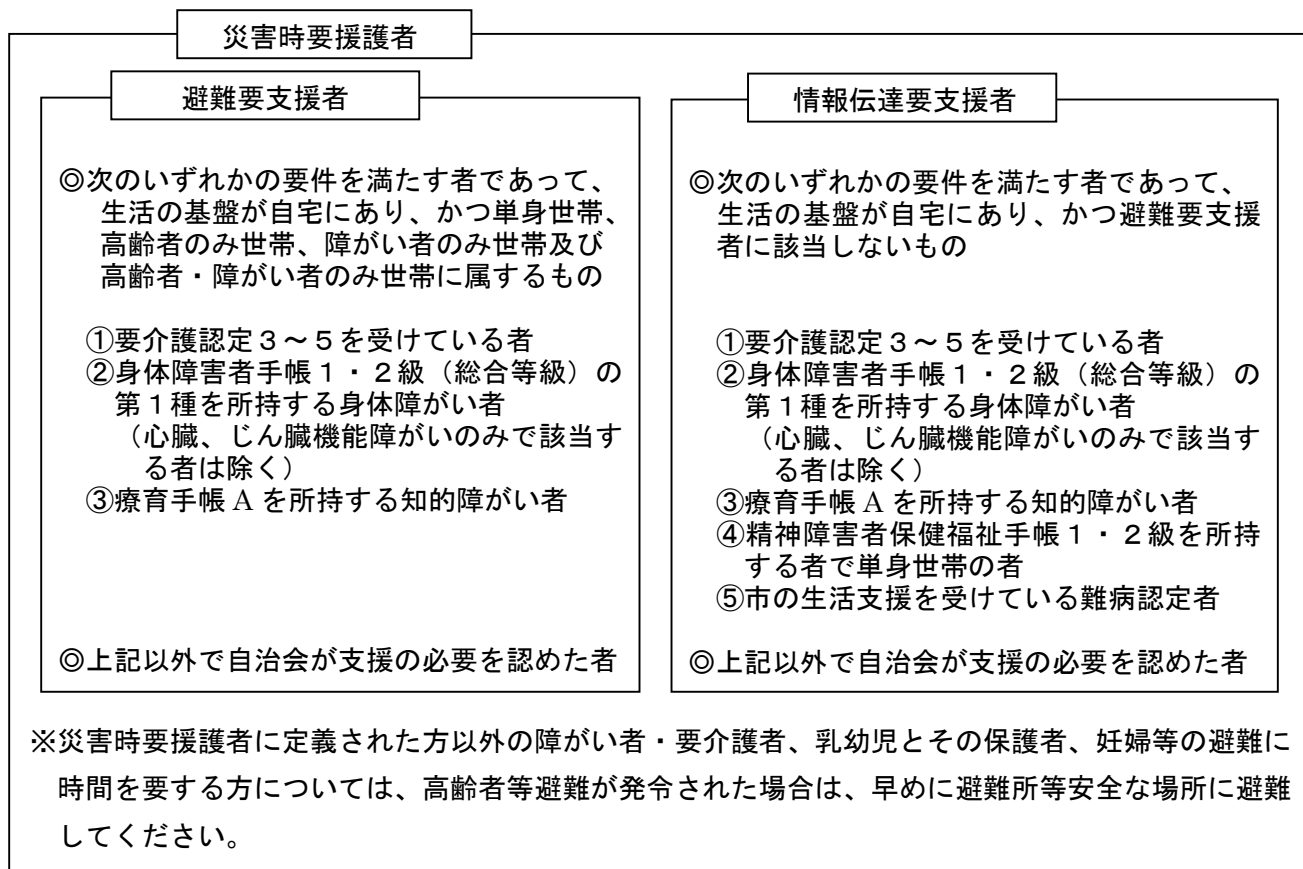 災害時要援護者
避難要支援者
◎次のいずれかの要件を満たす者であって、
生活の基盤が自宅にあり、かつ単身世帯、
高齢者のみ世帯、障がい者のみ世帯及び
高齢者・障がい者のみ世帯に属するもの
①要介護認定３～５を受けている者
②身体障害者手帳１・２級（総合等級）の
第１種を所持する身体障がい者
（心臓、じん臓機能障がいのみで該当す
る者は除く）
③療育手帳 A を所持する知的障がい者
◎上記以外で自治会が支援の必要を認めた者
情報伝達要支援者
◎次のいずれかの要件を満たす者であって、
生活の基盤が自宅にあり、かつ避難要支援
者に該当しないもの
①要介護認定３～５を受けている者
②身体障害者手帳１・２級（総合等級）の
第１種を所持する身体障がい者
（心臓、じん臓機能障がいのみで該当す
る者は除く）
③療育手帳 A を所持する知的障がい者
④精神障害者保健福祉手帳１・２級を所持
する者で単身世帯の者
⑤市の生活支援を受けている難病認定者
◎上記以外で自治会が支援の必要を認めた者
※災害時要援護者に定義された方以外の障がい者・要介護者、乳幼児とその保護者、妊婦等の避難に
時間を要する方については、高齢者等避難が発令された場合は、早めに避難所等安全な場所に避難
してください。